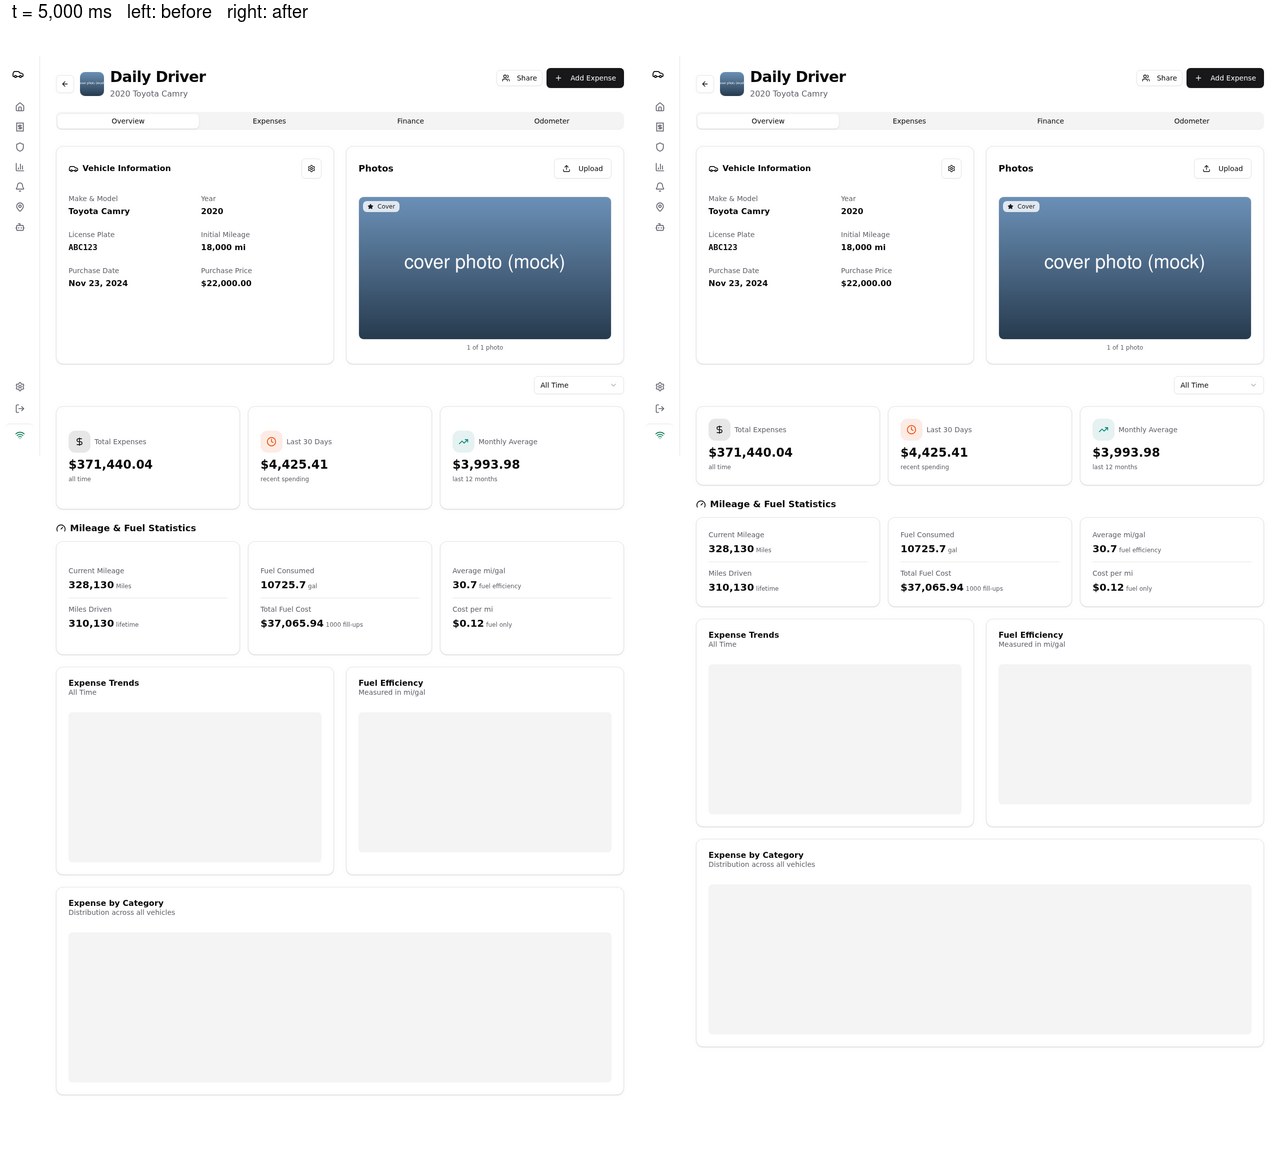 t = 5,000 ms   left: before   right: after
Daily Driver
2020 Toyota Camry
Share
Add Expense
Overview
Expenses
Finance
Odometer
Vehicle Information
Make & Model
Year
Toyota Camry
2020
License Plate
Initial Mileage
ABC123
18,000 mi
Purchase Date
Purchase Price
Nov 23, 2024
$22,000.00
Photos
Upload
Cover
cover photo (mock)
1 of 1 photo
All Time
Total Expenses
$371,440.04
all time
Last 30 Days
$4,425.41
recent spending
Monthly Average
$3,993.98
last 12 months
Mileage & Fuel Statistics
Current Mileage
328,130 Miles
Miles Driven
310,130 lifetime
Fuel Consumed
10725.7 gal
Total Fuel Cost
$37,065.94 1000 fill-ups
Average mi/gal
30.7 fuel efficiency
Cost per mi
$0.12 fuel only
Expense Trends
All Time
Fuel Efficiency
Measured in mi/gal
Expense by Category
Distribution across all vehicles
Daily Driver
2020 Toyota Camry
Share
Add Expense
Overview
Expenses
Finance
Odometer
Vehicle Information
Make & Model
Year
Toyota Camry
2020
License Plate
Initial Mileage
ABC123
18,000 mi
Purchase Date
Purchase Price
Nov 23, 2024
$22,000.00
Photos
Upload
Cover
cover photo (mock)
1 of 1 photo
All Time
Total Expenses
$371,440.04
all time
Last 30 Days
$4,425.41
recent spending
Monthly Average
$3,993.98
last 12 months
Mileage & Fuel Statistics
Current Mileage
328,130 Miles
Miles Driven
310,130 lifetime
Fuel Consumed
10725.7 gal
Total Fuel Cost
$37,065.94 1000 fill-ups
Average mi/gal
30.7 fuel efficiency
Cost per mi
$0.12 fuel only
Expense Trends
All Time
Fuel Efficiency
Measured in mi/gal
Expense by Category
Distribution across all vehicles